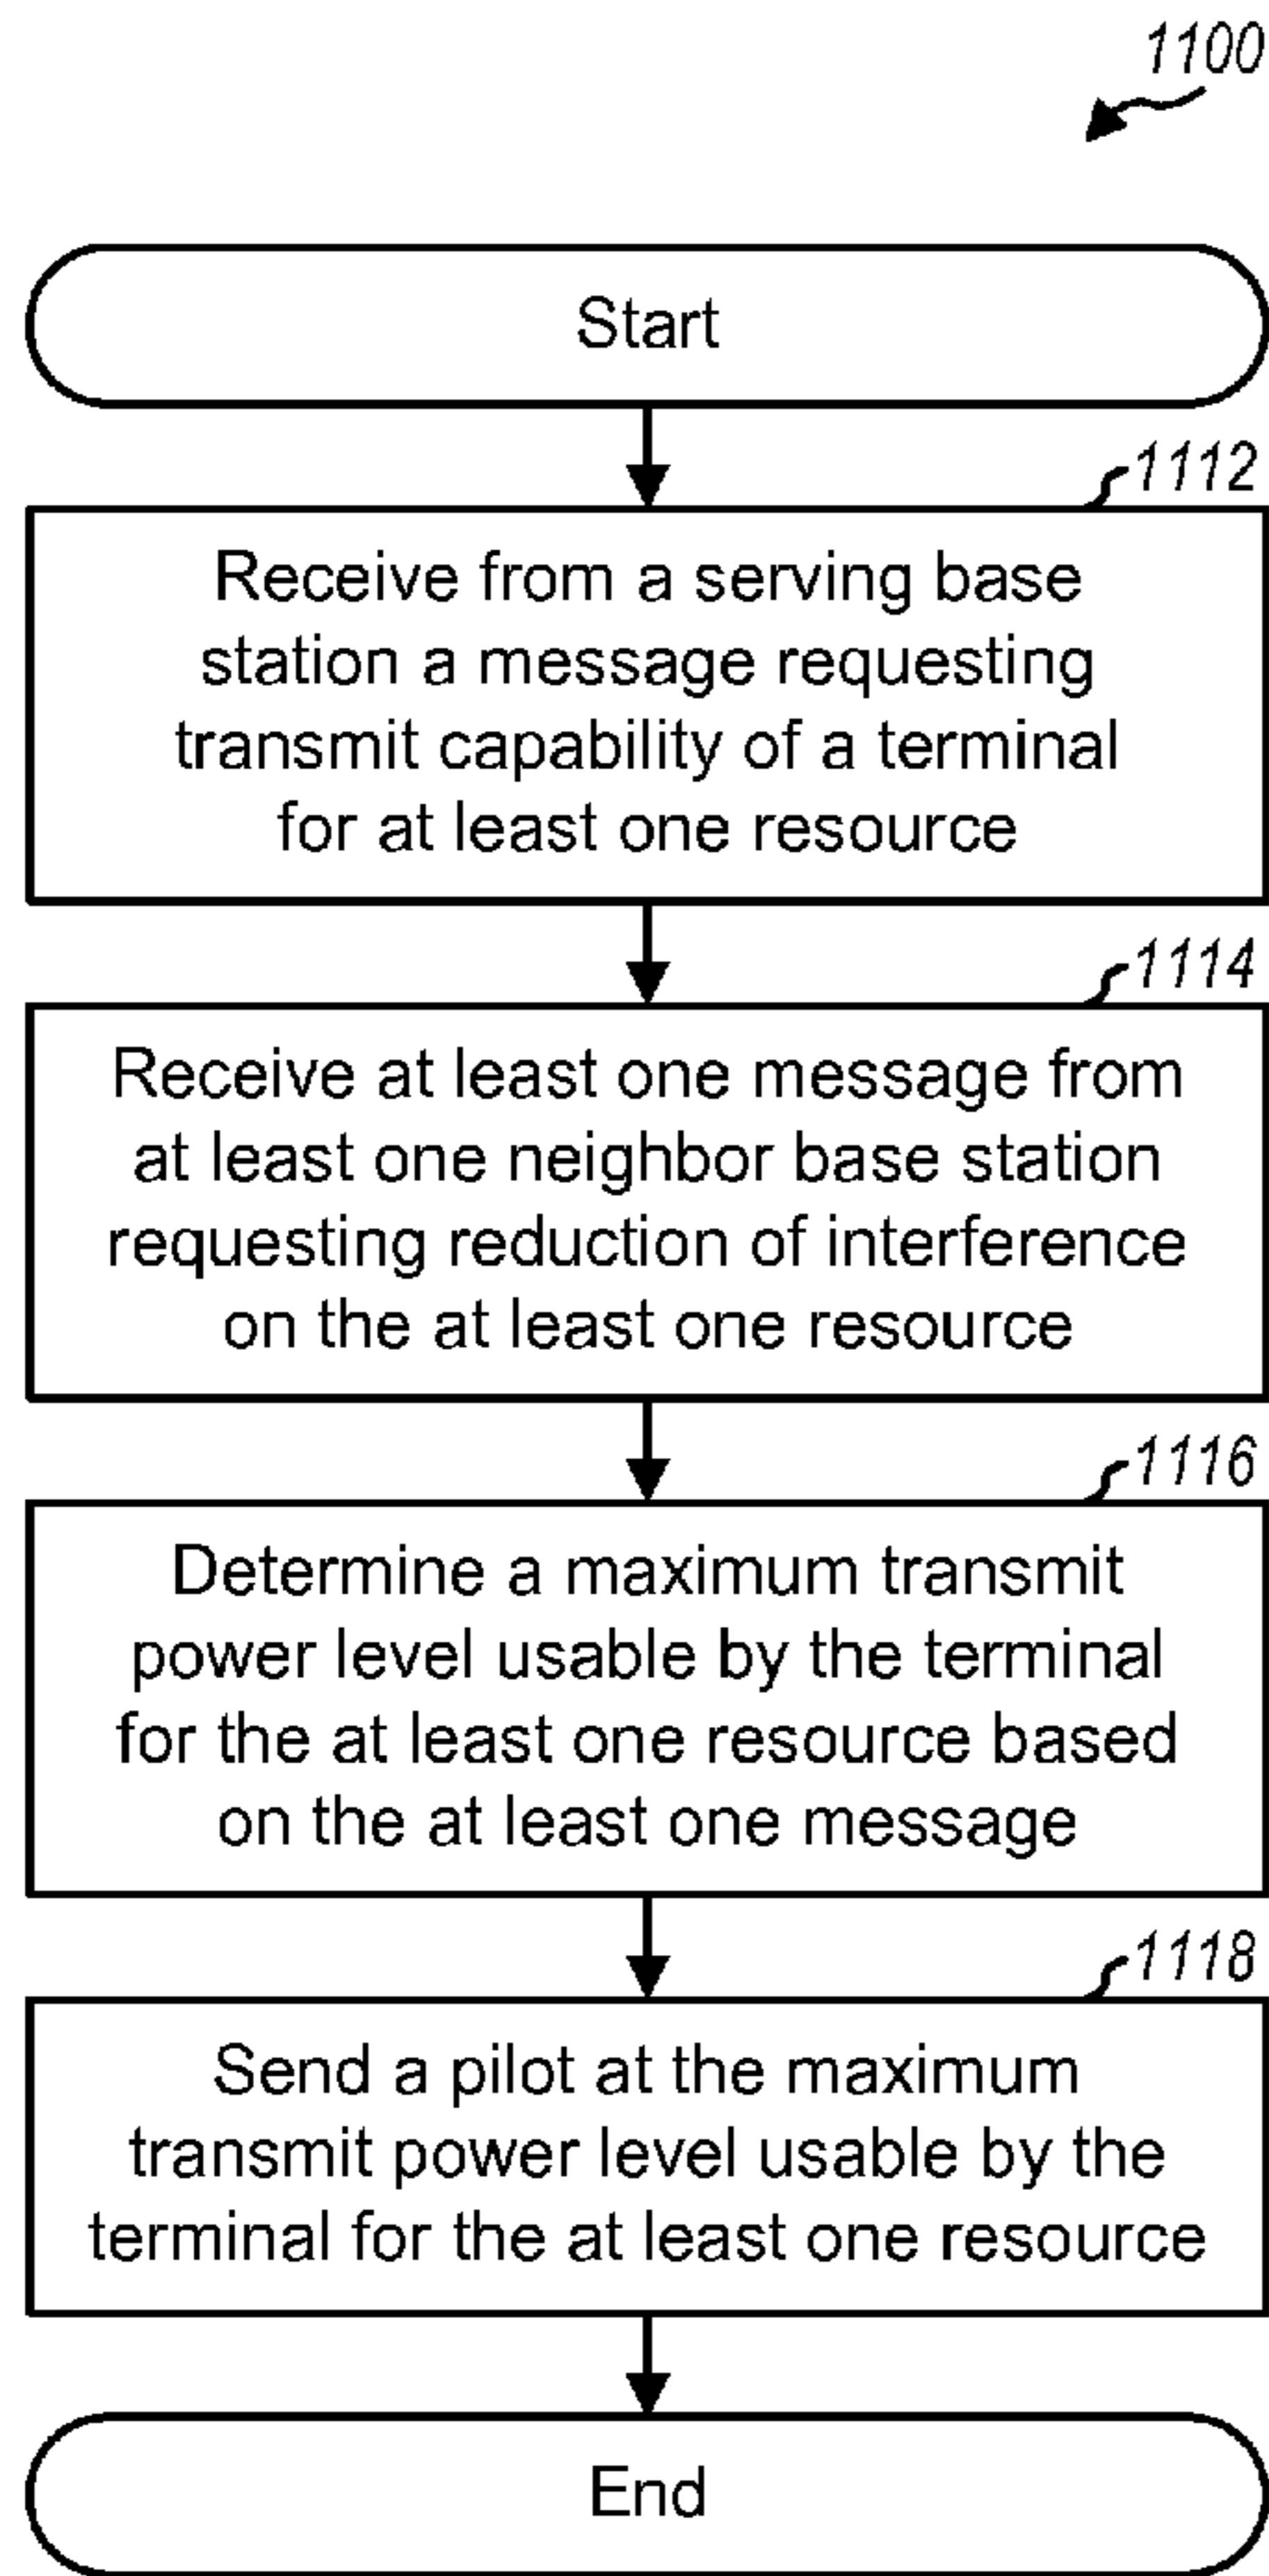 1100
Start
1112
Receive from a serving base
station a message requesting
transmit capability of a terminal
for at least one resource
1114
Receive at least one message from
at least one neighbor base station
requesting reduction of interference
on the at least one resource
1116
Determine a maximum transmit
power level usable by the terminal
for the at least one resource based
on the at least one message
1118
Send a pilot at the maximum
transmit power level usable by the
terminal for the at least one resource
End